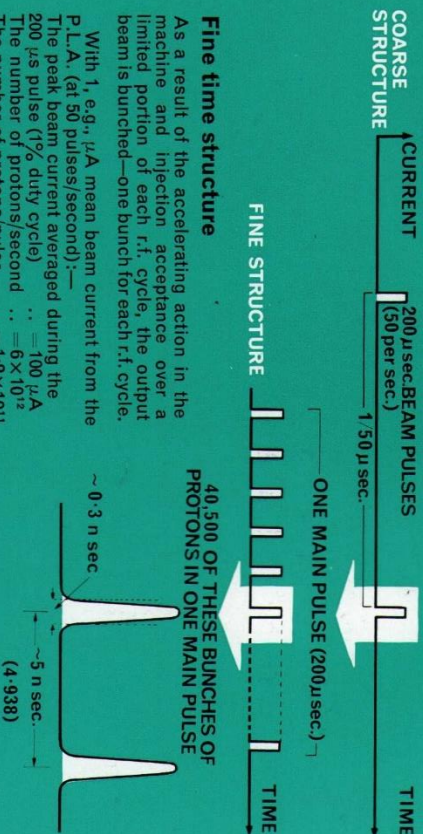 COARSE
STRUCTURE
CURRENT
200 μ sec. BEAM PULSES
(50 per sec.)
1/50 μ sec.
TIME
FINE STRUCTURE
ONE MAIN PULSE (200μ sec.)
TIME
40,500 OF THESE BUNCHES OF
PROTONS IN ONE MAIN PULSE
~ 0·3 n sec
~ 5 n sec.
(4·938)
Fine time structure
As a result of the accelerating action in the
machine and injection acceptance over a
limited portion of each r.f. cycle, the output
beam is bunched—one bunch for each r.f. cycle.
With 1, e.g., μA mean beam current from the
P.L.A. (at 50 pulses/second):—
The peak beam current averaged during the
200 μs pulse (1% duty cycle) .. = 100 μA
The number of protons/second .. = 6 × 10¹²